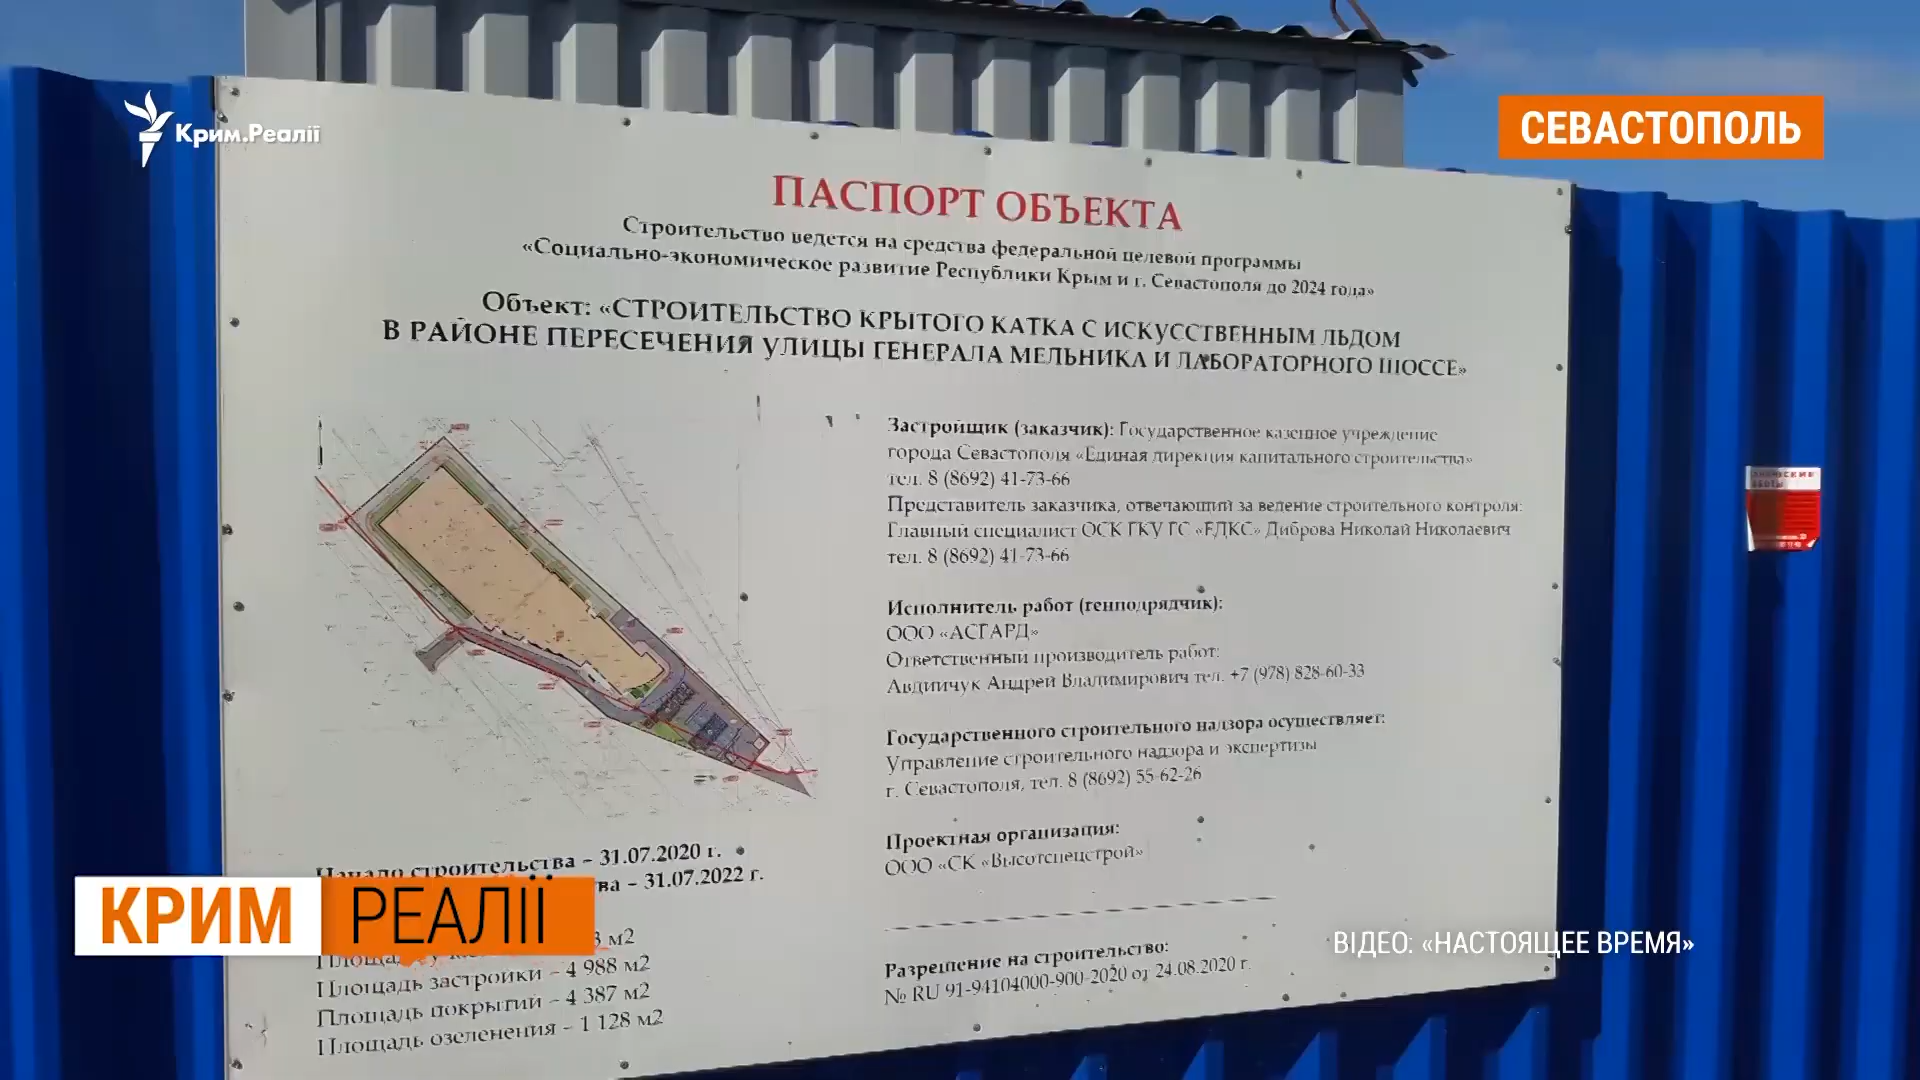 Крим.Реалії
СЕВАСТОПОЛЬ
ПАСПОРТ ОБЪЕКТА
Строительство ведется на средства федеральной целевой программы
«Социально-экономическое развитие Республики Крым и г. Севастополя до 2024 года»
Объект: «СТРОИТЕЛЬСТВО КРЫТОГО КАТКА С ИСКУССТВЕННЫМ ЛЬДОМ
В РАЙОНЕ ПЕРЕСЕЧЕНИЯ УЛИЦЫ ГЕНЕРАЛА МЕЛЬНИКА И ЛАБОРАТОРНОГО ШОССЕ»
Застройщик (заказчик): Государственное казенное учреждение
города Севастополя «Единая дирекция капитального строительства»
тел. 8 (8692) 41-73-66
Представитель заказчика, отвечающий за ведение строительного контроля:
Главный специалист ОСК ГКУ ГС «ЕДКС» Диброва Николай Николаевич
тел. 8 (8692) 41-73-66
Исполнитель работ (генподрядчик):
ООО «АСГАРД»
Ответственный производитель работ:
Авдийчук Андрей Владимирович тел. +7 (978) 828-60-33
Государственного строительного надзора осуществляет:
Управление строительного надзора и экспертизы
г. Севастополя, тел. 8 (8692) 55-62-26
Проектная организация:
ООО «СК «Высотспецстрой»
Разрешение на строительство:
№ RU 91-94104000-900-2020 от 24.08.2020 г.
Начало строительства – 31.07.2020 г.
ва – 31.07.2022 г.
3 м2
Площадь застройки – 4 988 м2
Площадь покрытий – 4 387 м2
Площадь озеленения – 1 128 м2
КРИМ РЕАЛІЇ
ВІДЕО: «НАСТОЯЩЕЕ ВРЕМЯ»